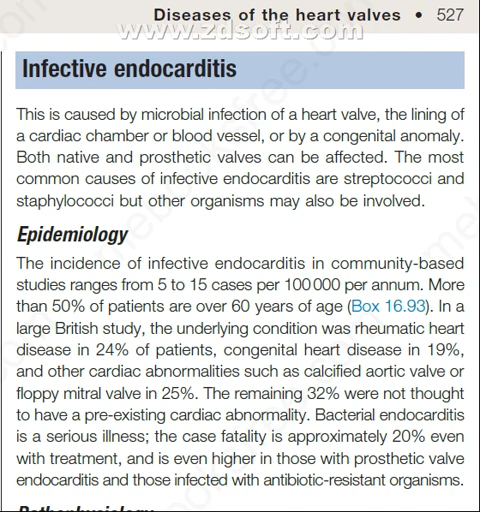 Diseases of the heart valves • 527
www.zdsoft.com
Infective endocarditis
This is caused by microbial infection of a heart valve, the lining of
a cardiac chamber or blood vessel, or by a congenital anomaly.
Both native and prosthetic valves can be affected. The most
common causes of infective endocarditis are streptococci and
staphylococci but other organisms may also be involved.
Epidemiology
The incidence of infective endocarditis in community-based
studies ranges from 5 to 15 cases per 100 000 per annum. More
than 50% of patients are over 60 years of age (Box 16.93). In a
large British study, the underlying condition was rheumatic heart
disease in 24% of patients, congenital heart disease in 19%,
and other cardiac abnormalities such as calcified aortic valve or
floppy mitral valve in 25%. The remaining 32% were not thought
to have a pre-existing cardiac abnormality. Bacterial endocarditis
is a serious illness; the case fatality is approximately 20% even
with treatment, and is even higher in those with prosthetic valve
endocarditis and those infected with antibiotic-resistant organisms.
Pathophysiology